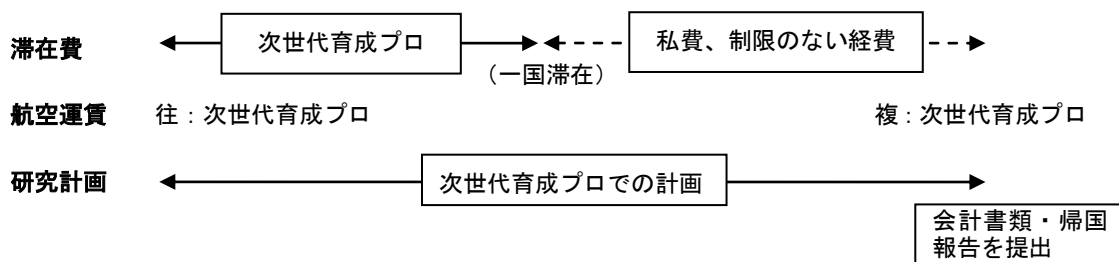 滞在費 次世代育成プロ 私費、制限のない経費
（一国滞在）
航空運賃 往：次世代育成プロ 複：次世代育成プロ
研究計画 次世代育成プロでの計画
会計書類・帰国
報告を提出